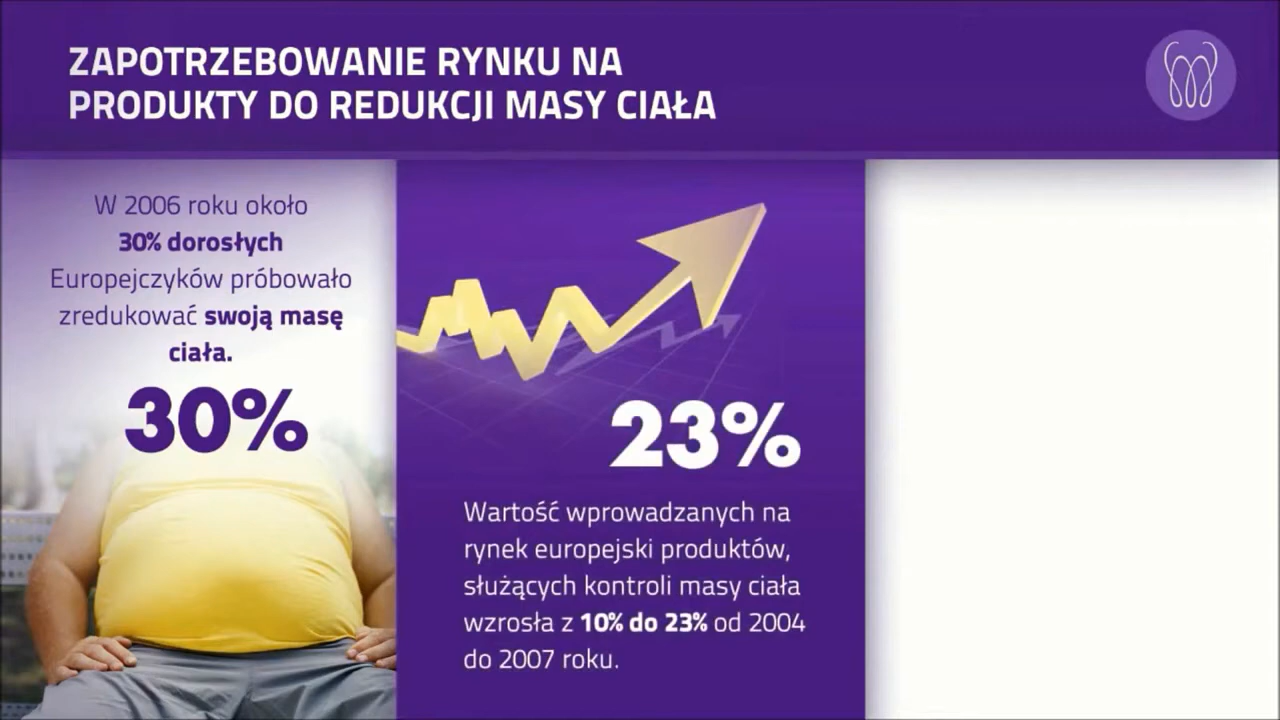 ZAPOTRZEBOWANIE RYNKU NA
PRODUKTY DO REDUKCJI MASY CIAŁA
W 2006 roku około
30% dorosłych
Europejczyków próbowało
zredukować swoją masę
ciała.
30%
23%
Wartość wprowadzanych na
rynek europejski produktów,
służących kontroli masy ciała
wzrosła z 10% do 23% od 2004
do 2007 roku.